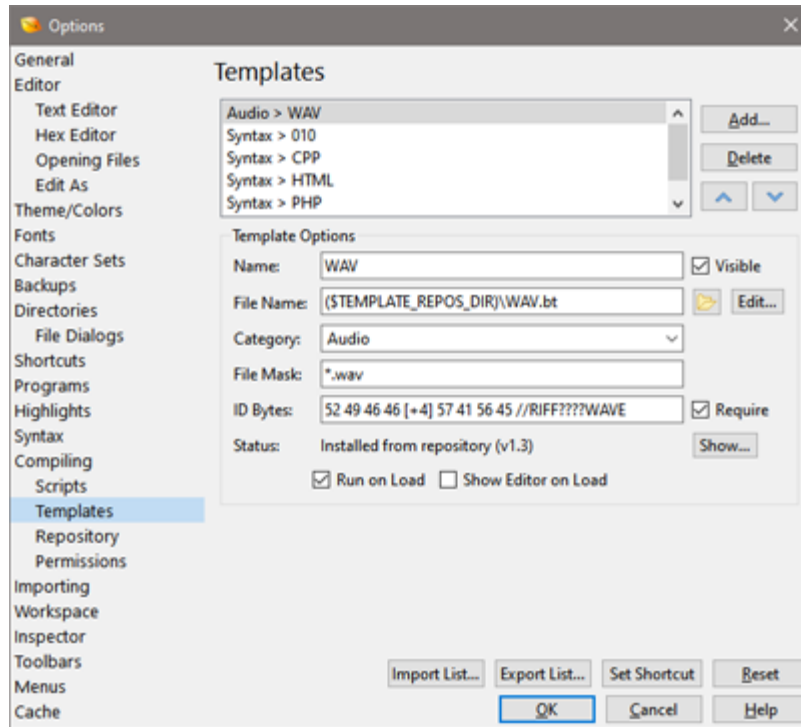 Options
General
Editor
Text Editor
Hex Editor
Opening Files
Edit As
Theme/Colors
Fonts
Character Sets
Backups
Directories
File Dialogs
Shortcuts
Programs
Highlights
Syntax
Compiling
Scripts
Templates
Repository
Permissions
Importing
Workspace
Inspector
Toolbars
Menus
Cache
Templates
Audio > WAV
Syntax > 010
Syntax > CPP
Syntax > HTML
Syntax > PHP
Add...
Delete
Template Options
Name: WAV Visible
File Name: ($TEMPLATE_REPOS_DIR)\WAV.bt Edit...
Category: Audio
File Mask: *.wav
ID Bytes: 52 49 46 46 [+4] 57 41 56 45 //RIFF????WAVE Require
Status: Installed from repository (v1.3) Show...
Run on Load Show Editor on Load
Import List... Export List... Set Shortcut Reset
OK Cancel Help